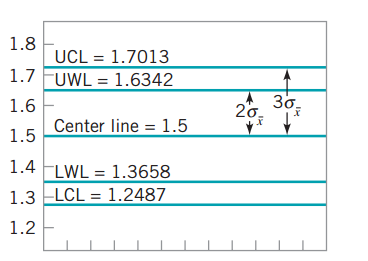 1.8
UCL = 1.7013
1.7
UWL = 1.6342
1.6
2σx̄ 3σx̄
Center line = 1.5
1.5
1.4
LWL = 1.3658
1.3
LCL = 1.2487
1.2